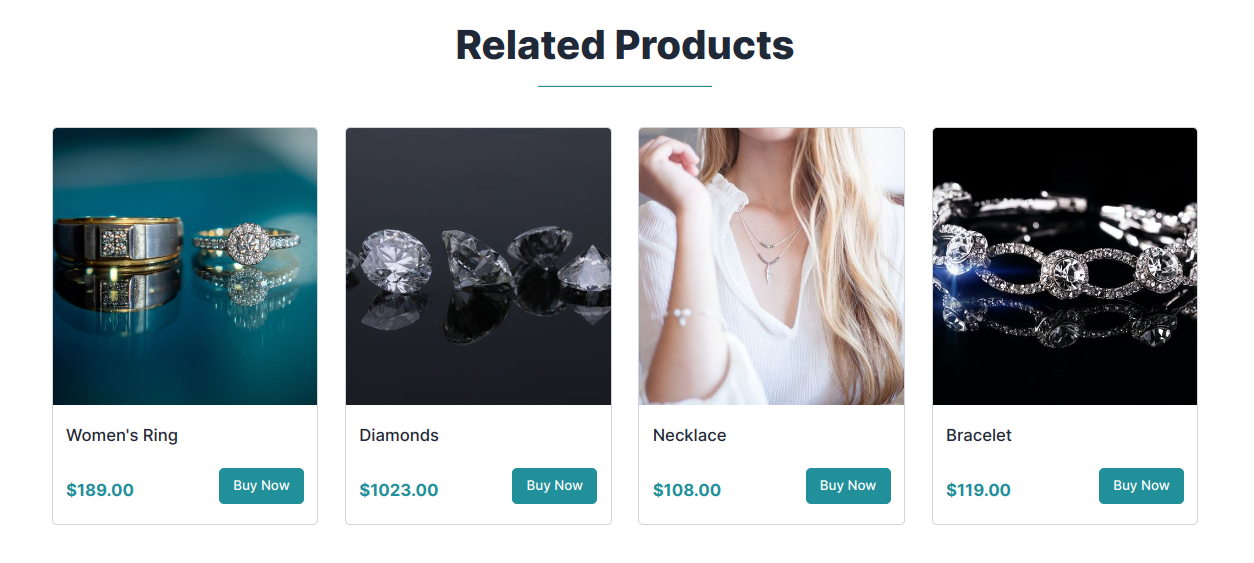 Related Products
Women's Ring
$189.00
Buy Now
Diamonds
$1023.00
Buy Now
Necklace
$108.00
Buy Now
Bracelet
$119.00
Buy Now